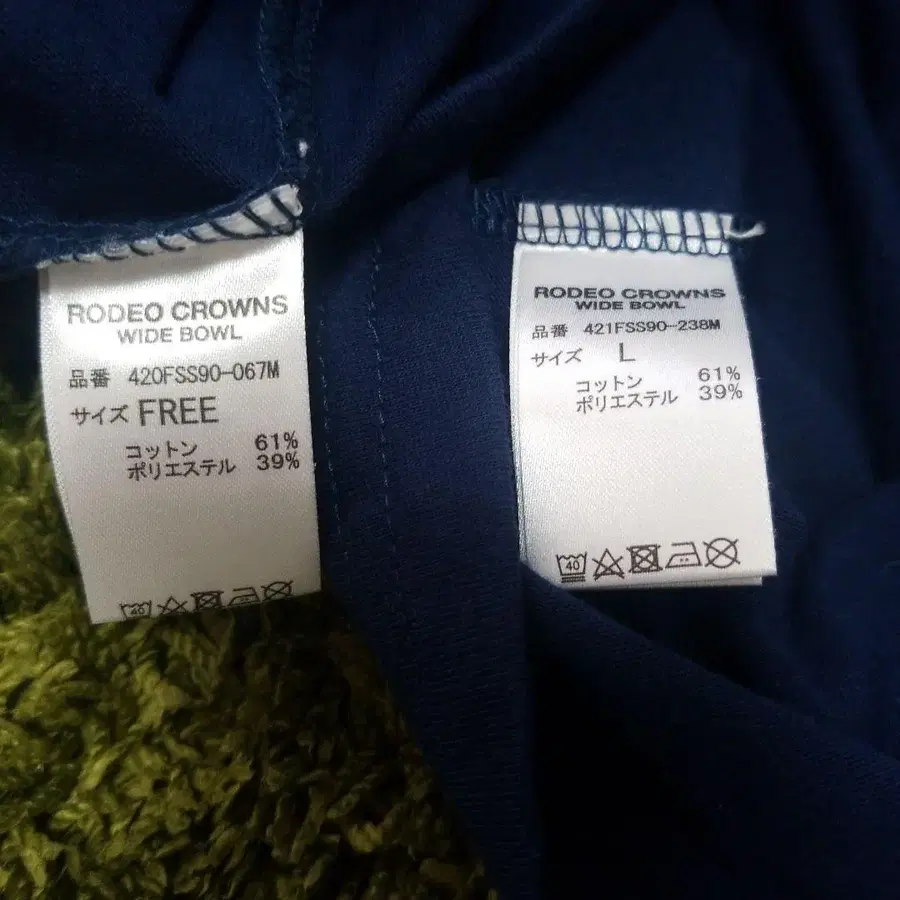 RODEO CROWNS
WIDE BOWL
品番 420FSS90-067M
サイズ FREE
コットン 61%
ポリエステル 39%
40
RODEO CROWNS
WIDE BOWL
品番 421FSS90-238M
サイズ L
コットン 61%
ポリエステル 39%
40